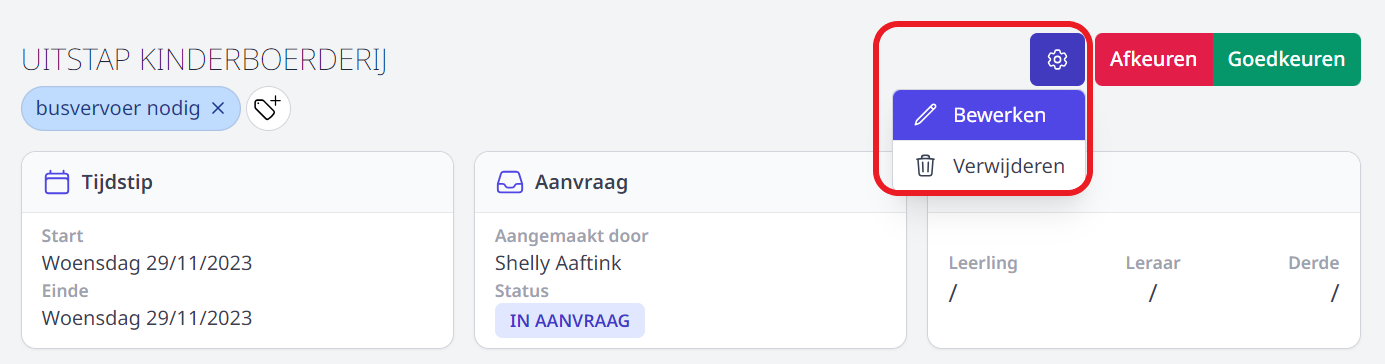 UITSTAP KINDERBOERDERIJ
Afkeuren Goedkeuren
busvervoer nodig ×
Bewerken
Verwijderen
Tijdstip
Start
Woensdag 29/11/2023
Einde
Woensdag 29/11/2023
Aanvraag
Aangemaakt door
Shelly Aaftink
Status
IN AANVRAAG
Leerling Leraar Derde
/ / /